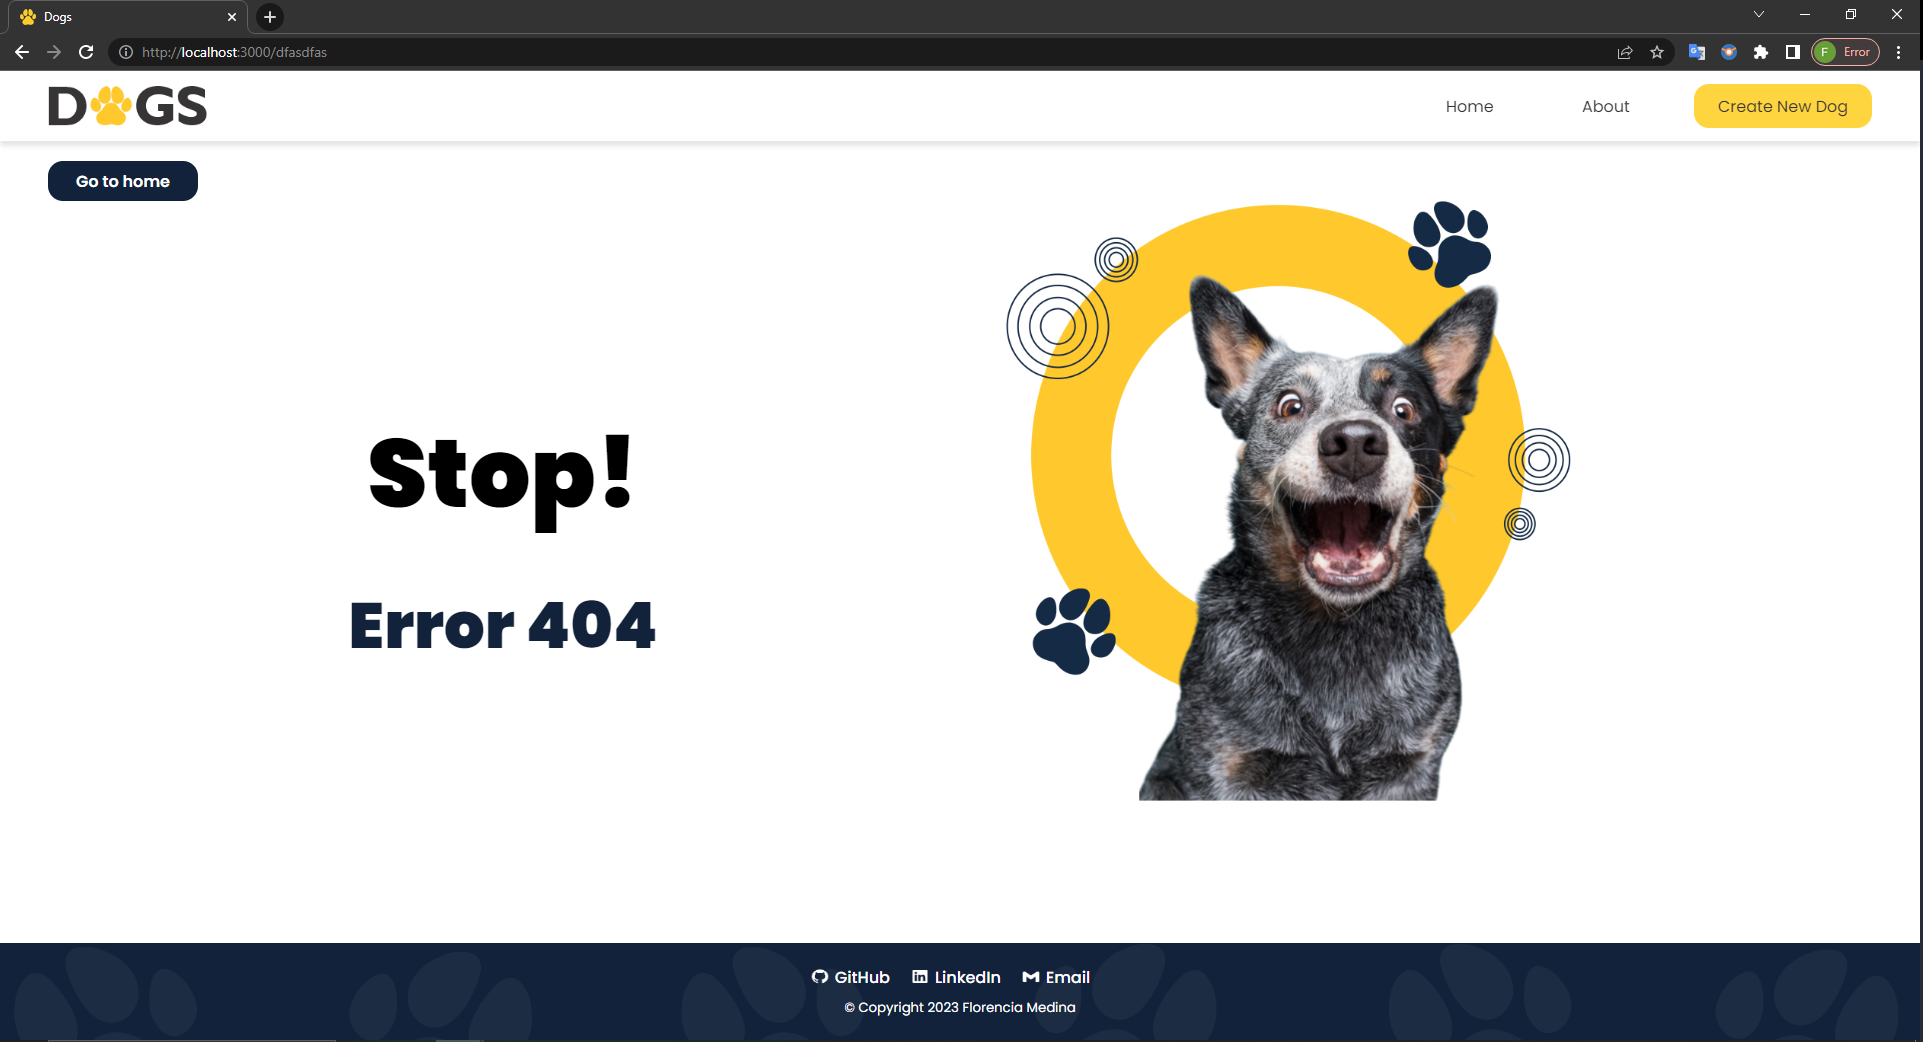 Dogs
http://localhost:3000/dfasdfas
F Error
DOGS
Home
About
Create New Dog
Go to home
Stop!
Error 404
GitHub LinkedIn Email
© Copyright 2023 Florencia Medina